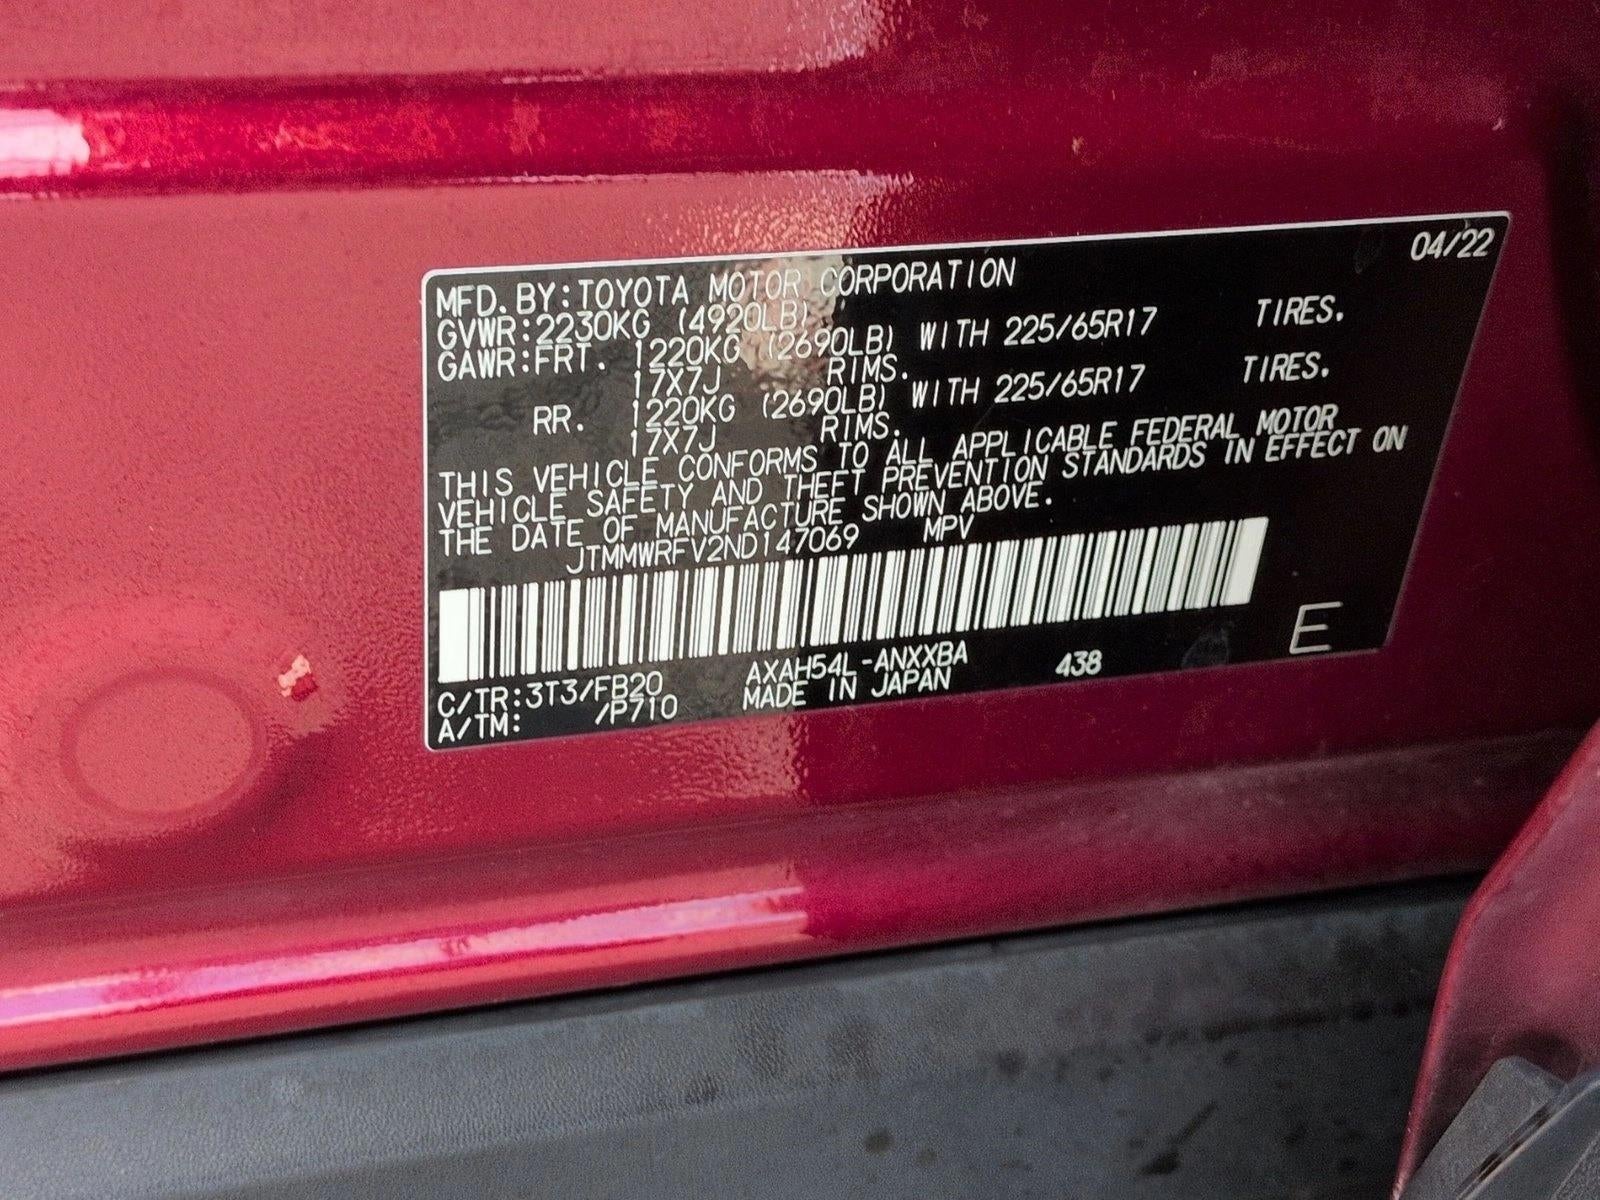 04/22
MFD. BY:TOYOTA MOTOR CORPORATION
GVWR:2230KG (4920LB)
GAWR:FRT. 1220KG (2690LB) WITH 225/65R17 TIRES.
17X7J RIMS.
RR. 1220KG (2690LB) WITH 225/65R17 TIRES.
17X7J RIMS.
THIS VEHICLE CONFORMS TO ALL APPLICABLE FEDERAL MOTOR
VEHICLE SAFETY AND THEFT PREVENTION STANDARDS IN EFFECT ON
THE DATE OF MANUFACTURE SHOWN ABOVE.
JTMMWRFV2ND147069 MPV
E
C/TR:3T3/FB20 AXAH54L-ANXXBA 438
A/TM: /P710 MADE IN JAPAN